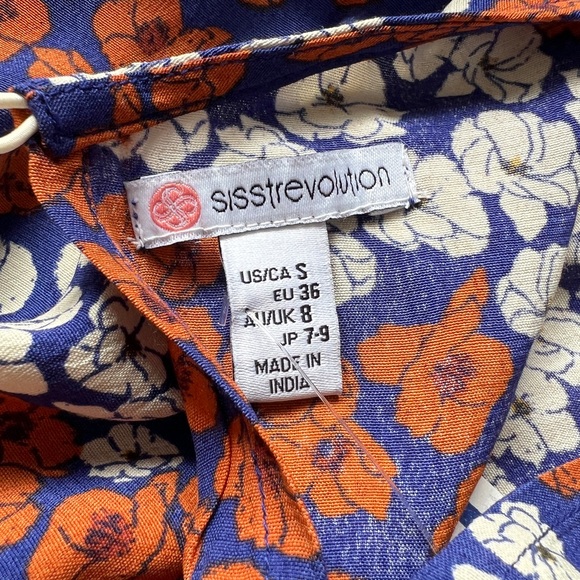 sisstrevolution
US/CA S
EU 36
AU/UK 8
JP 7-9
MADE IN
INDIA